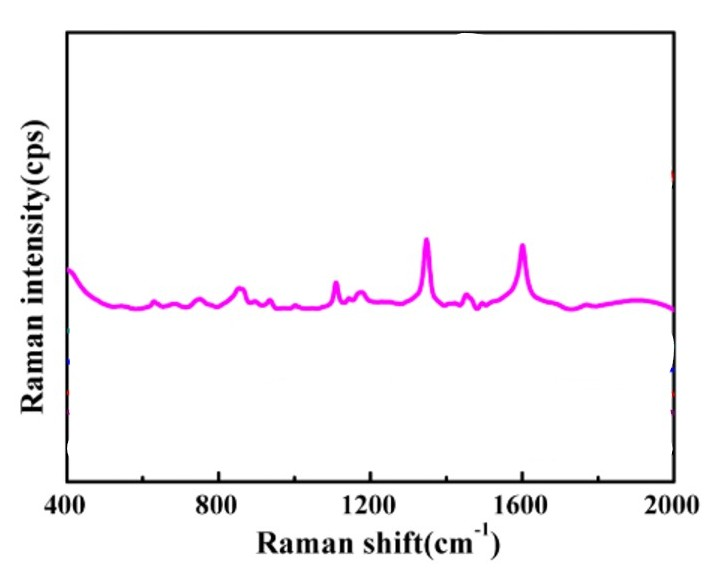 Raman intensity(cps)
400 800 1200 1600 2000
Raman shift(cm-1)